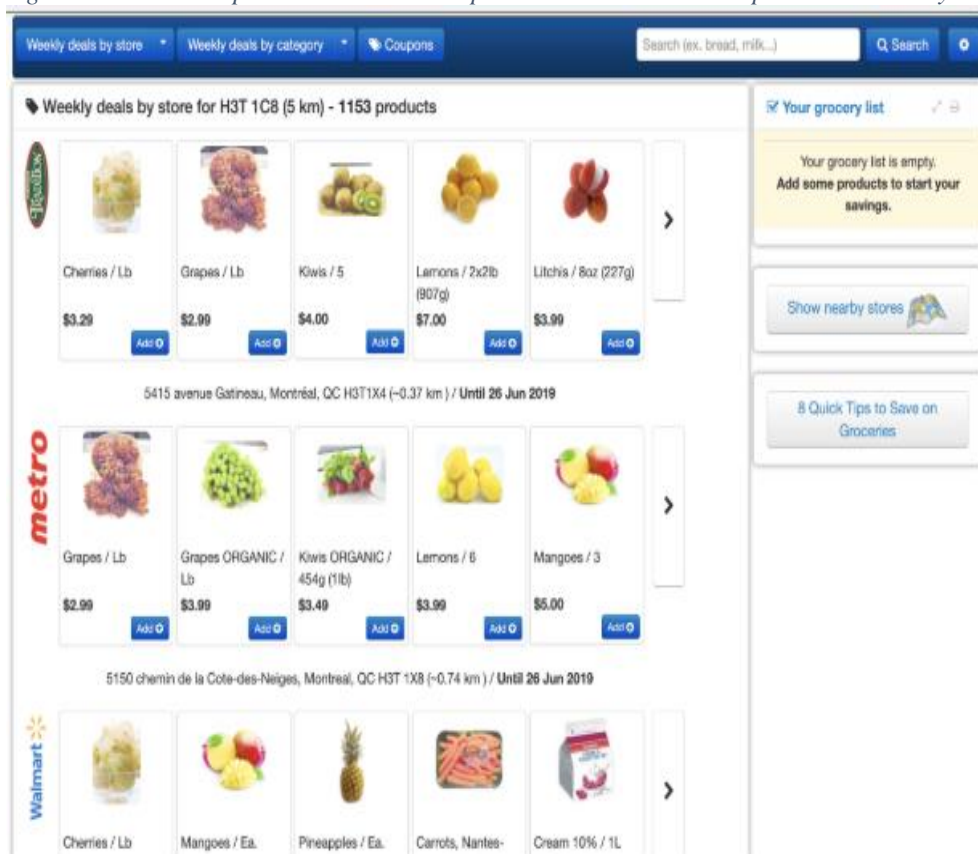 Weekly deals by store
Weekly deals by category
Coupons
Search (ex. bread, milk...)
Search
Weekly deals by store for H3T 1C8 (5 km) - 1153 products
Your grocery list
Your grocery list is empty.
Add some products to start your
savings.
Show nearby stores
8 Quick Tips to Save on
Groceries
TRADITION
Cherries / Lb
$3.29
Add
Grapes / Lb
$2.99
Add
Kiwis / 5
$4.00
Add
Lemons / 2x2lb
(907g)
$7.00
Add
Litchis / 8oz (227g)
$3.99
Add
5415 avenue Gatineau, Montréal, QC H3T1X4 (~0.37 km ) / Until 26 Jun 2019
metro
Grapes / Lb
$2.99
Add
Grapes ORGANIC /
Lb
$3.99
Add
Kiwis ORGANIC /
454g (1lb)
$3.49
Add
Lemons / 6
$3.99
Add
Mangoes / 3
$5.00
Add
5150 chemin de la Cote-des-Neiges, Montreal, QC H3T 1X8 (~0.74 km ) / Until 26 Jun 2019
Walmart
Cherries / Lb
Mangoes / Ea.
Pineapples / Ea.
Carrots, Nantes-
Cream 10% / 1L